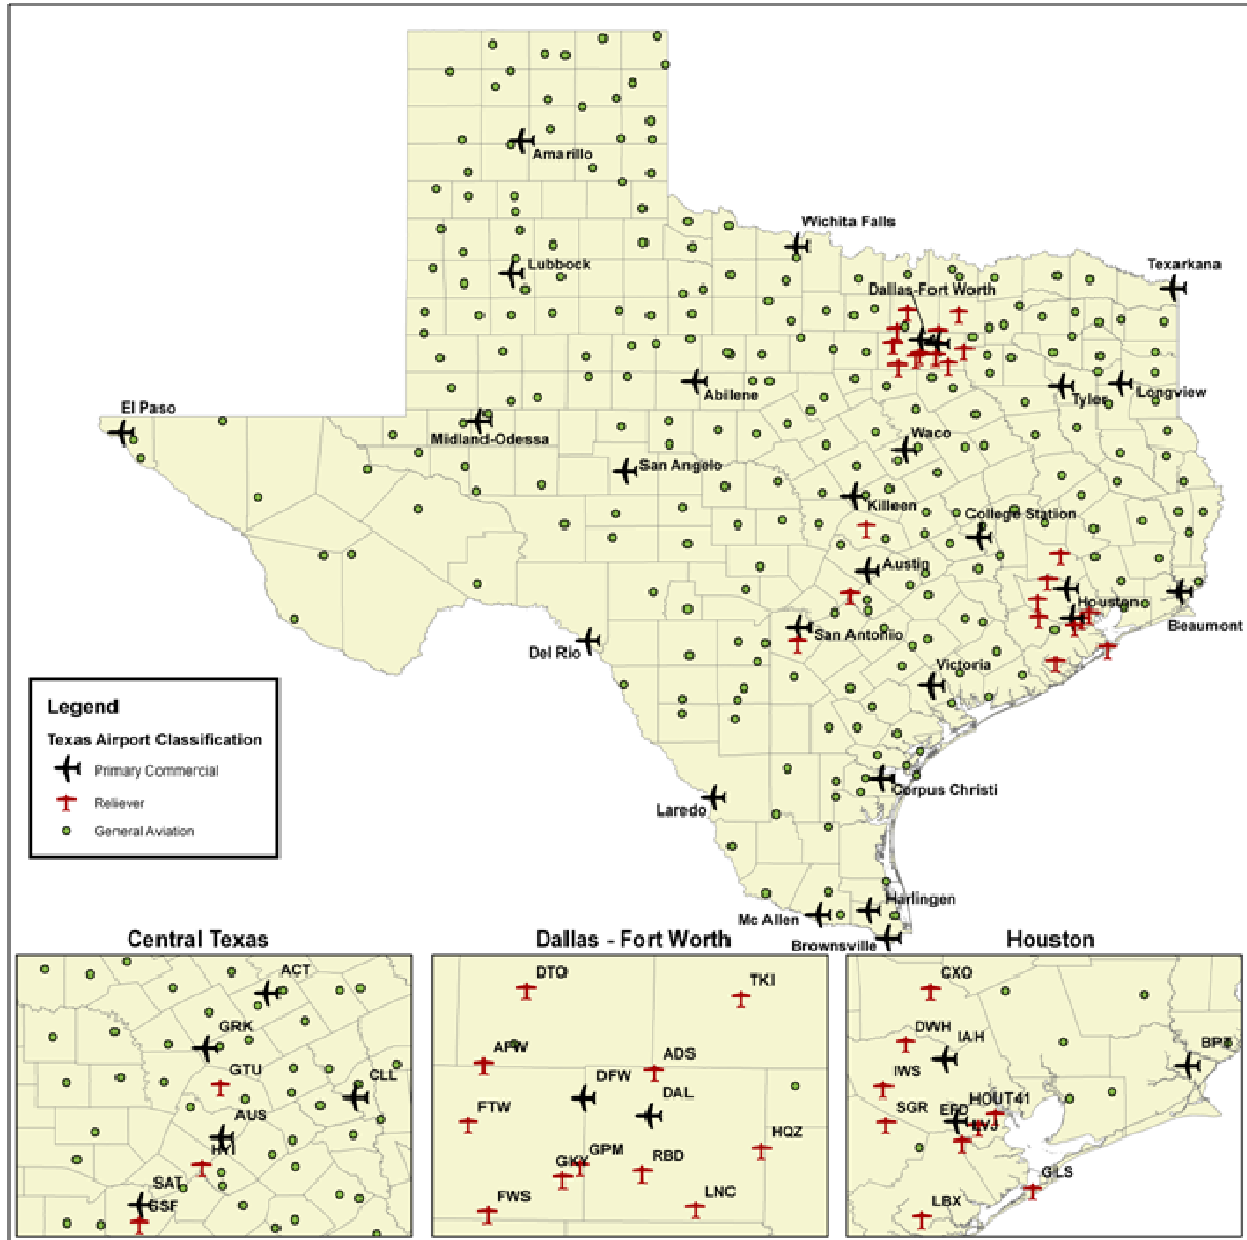 Amarillo
Wichita Falls
Lubbock
Texarkana
Dallas-Fort Worth
Abilene
Tyler
Longview
El Paso
Midland-Odessa
Waco
San Angelo
Killeen
College Station
Austin
Houston
San Antonio
Beaumont
Del Rio
Victoria
Legend
Texas Airport Classification
Primary Commercial
Reliever
General Aviation
Corpus Christi
Laredo
Harlingen
Mc Allen
Brownsville
Central Texas
ACT
GRK
GTU
CLL
AUS
HYI
SAT
GSF
Dallas - Fort Worth
DTO
TKI
AFW
ADS
DFW
DAL
FTW
HQZ
GPM
GKY
RBD
FWS
LNC
Houston
CXO
DWH
IAH
BPT
IWS
HOUT41
SGR
EFD
GLS
LBX